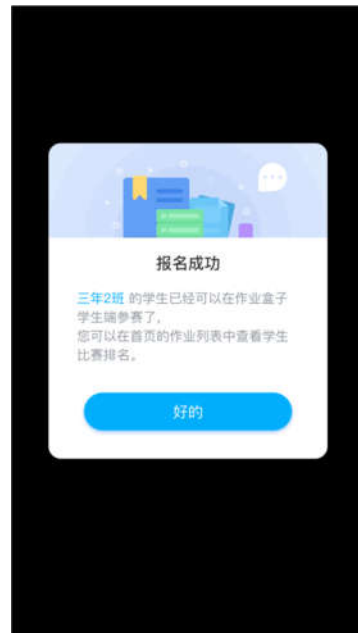 报名成功
三年2班 的学生已经可以在作业盒子
学生端参赛了,
您可以在首页的作业列表中查看学生
比赛排名。
好的